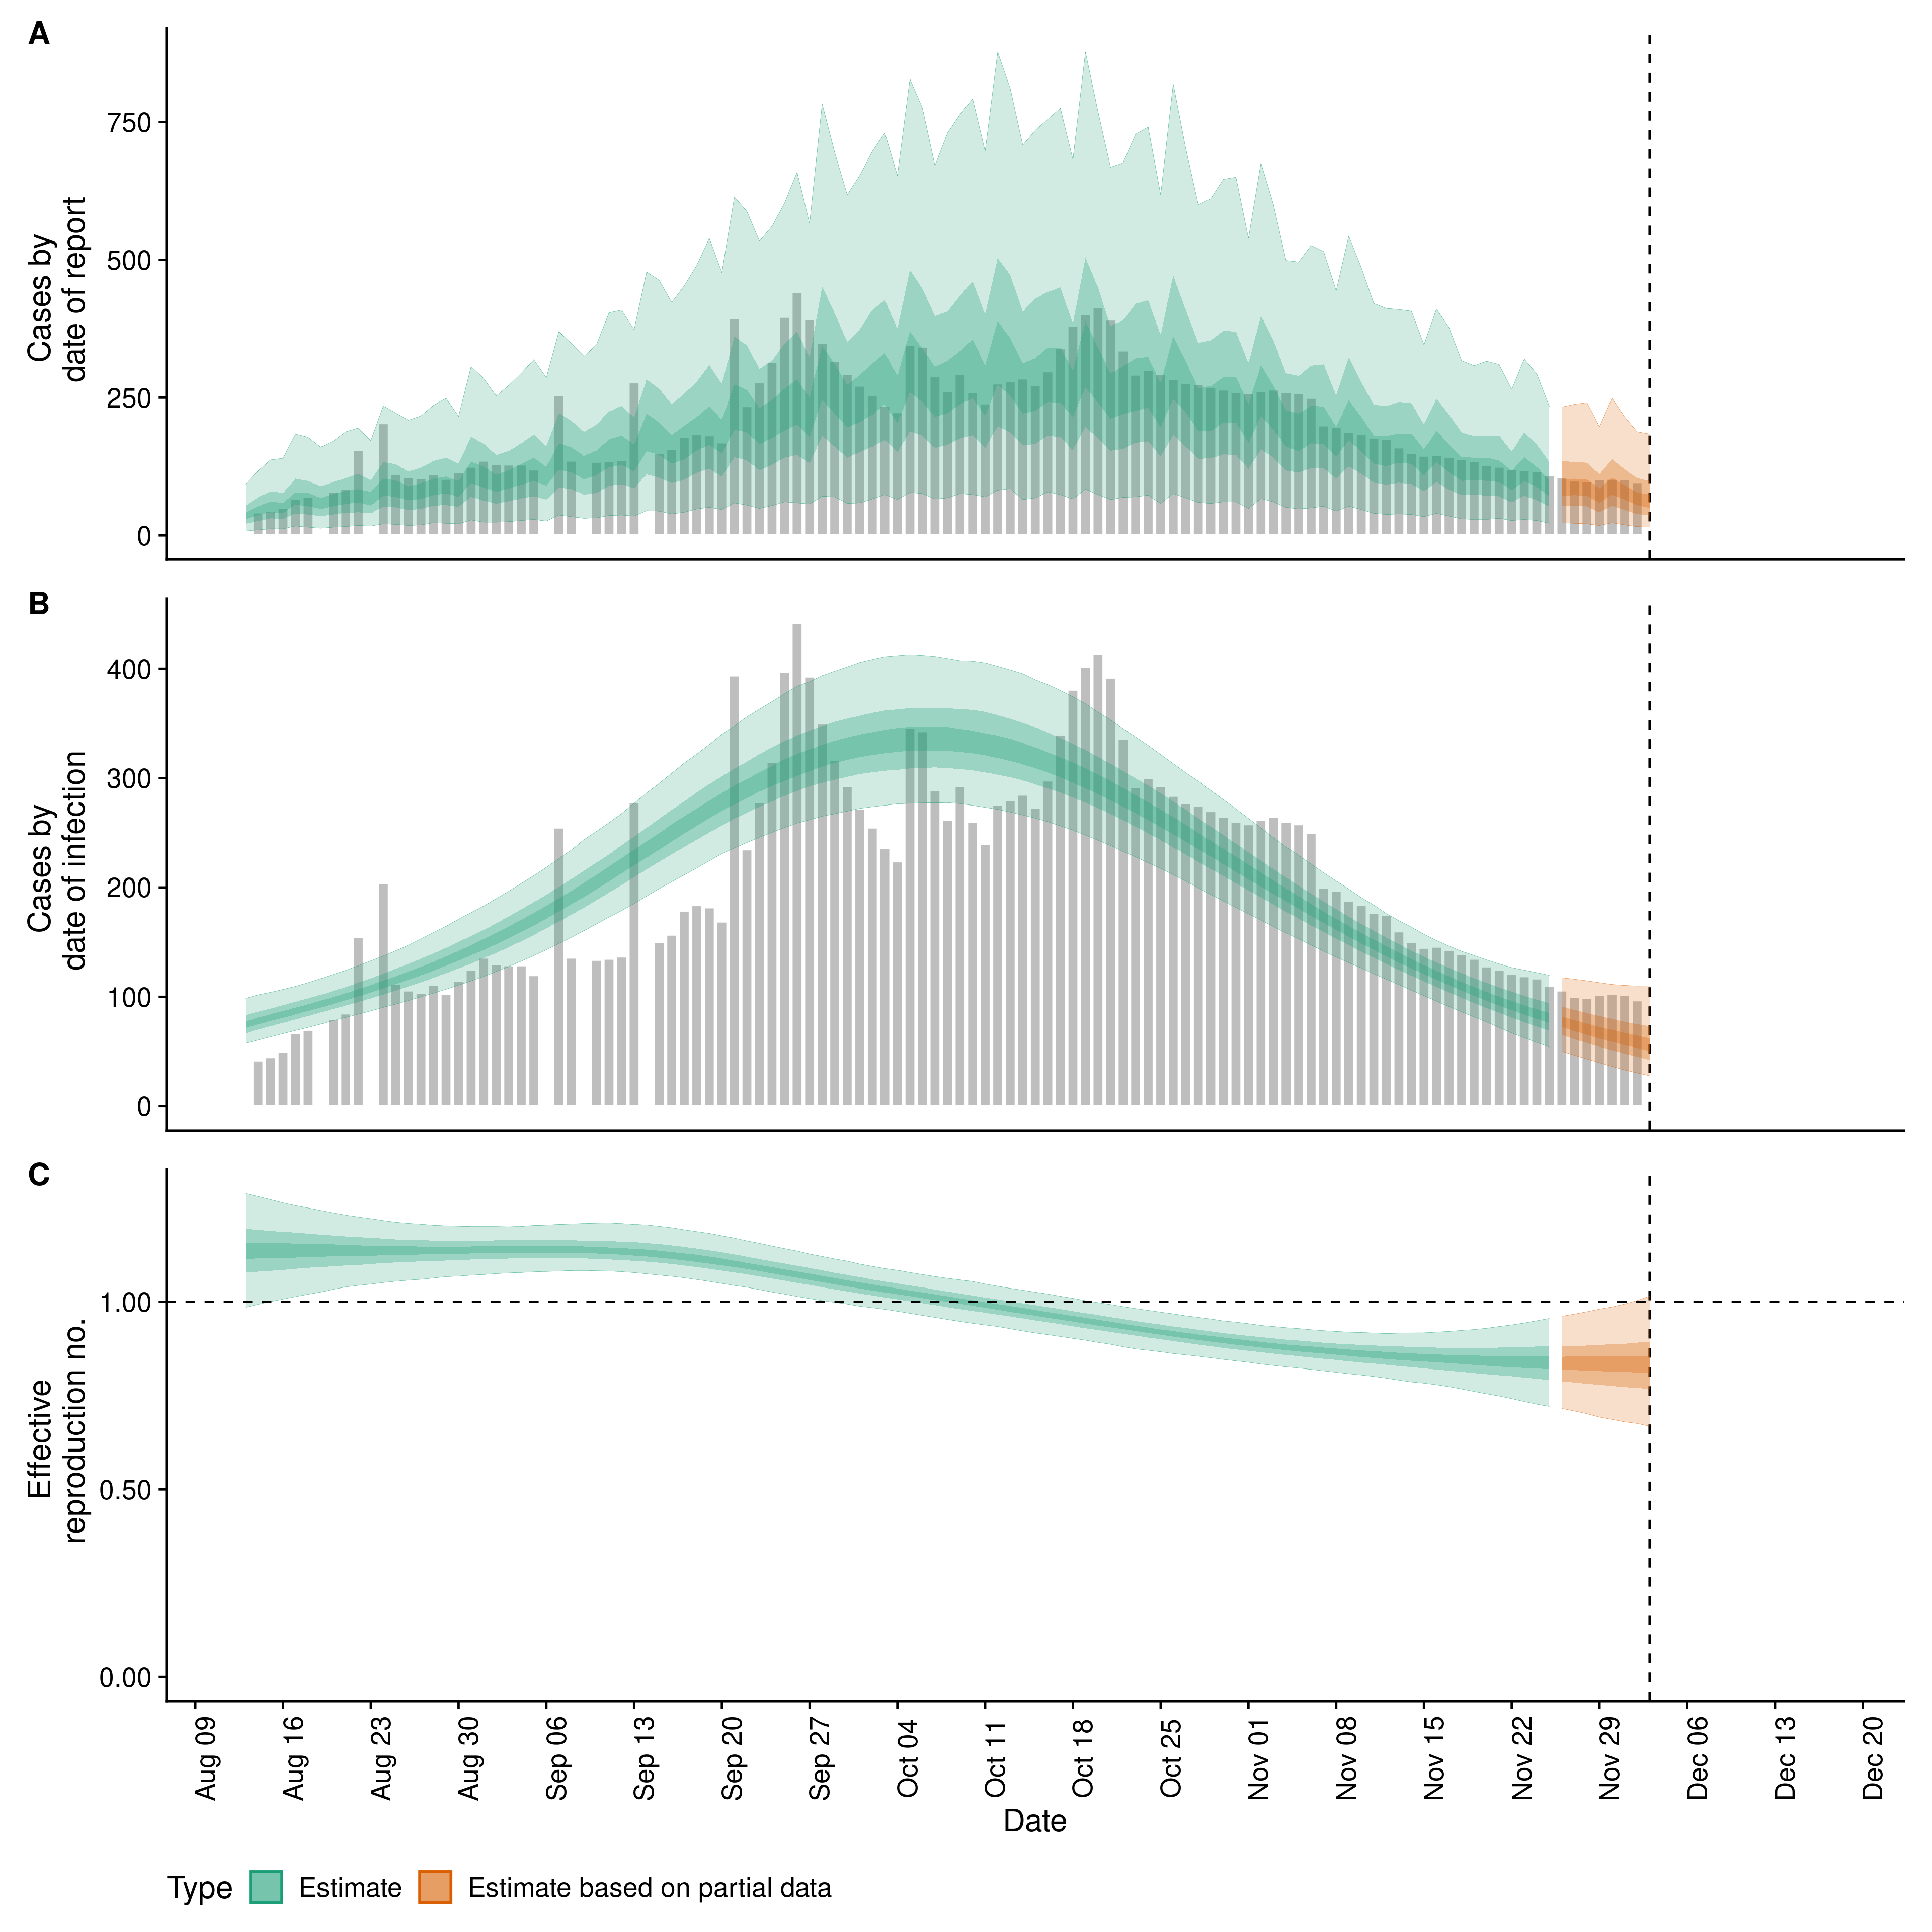 A
Cases by
date of report
750
500
250
0
B
Cases by
date of infection
400
300
200
100
0
C
Effective
reproduction no.
1.00
0.50
0.00
Aug 09
Aug 16
Aug 23
Aug 30
Sep 06
Sep 13
Sep 20
Sep 27
Oct 04
Oct 11
Oct 18
Oct 25
Nov 01
Nov 08
Nov 15
Nov 22
Nov 29
Dec 06
Dec 13
Dec 20
Date
Type
Estimate
Estimate based on partial data